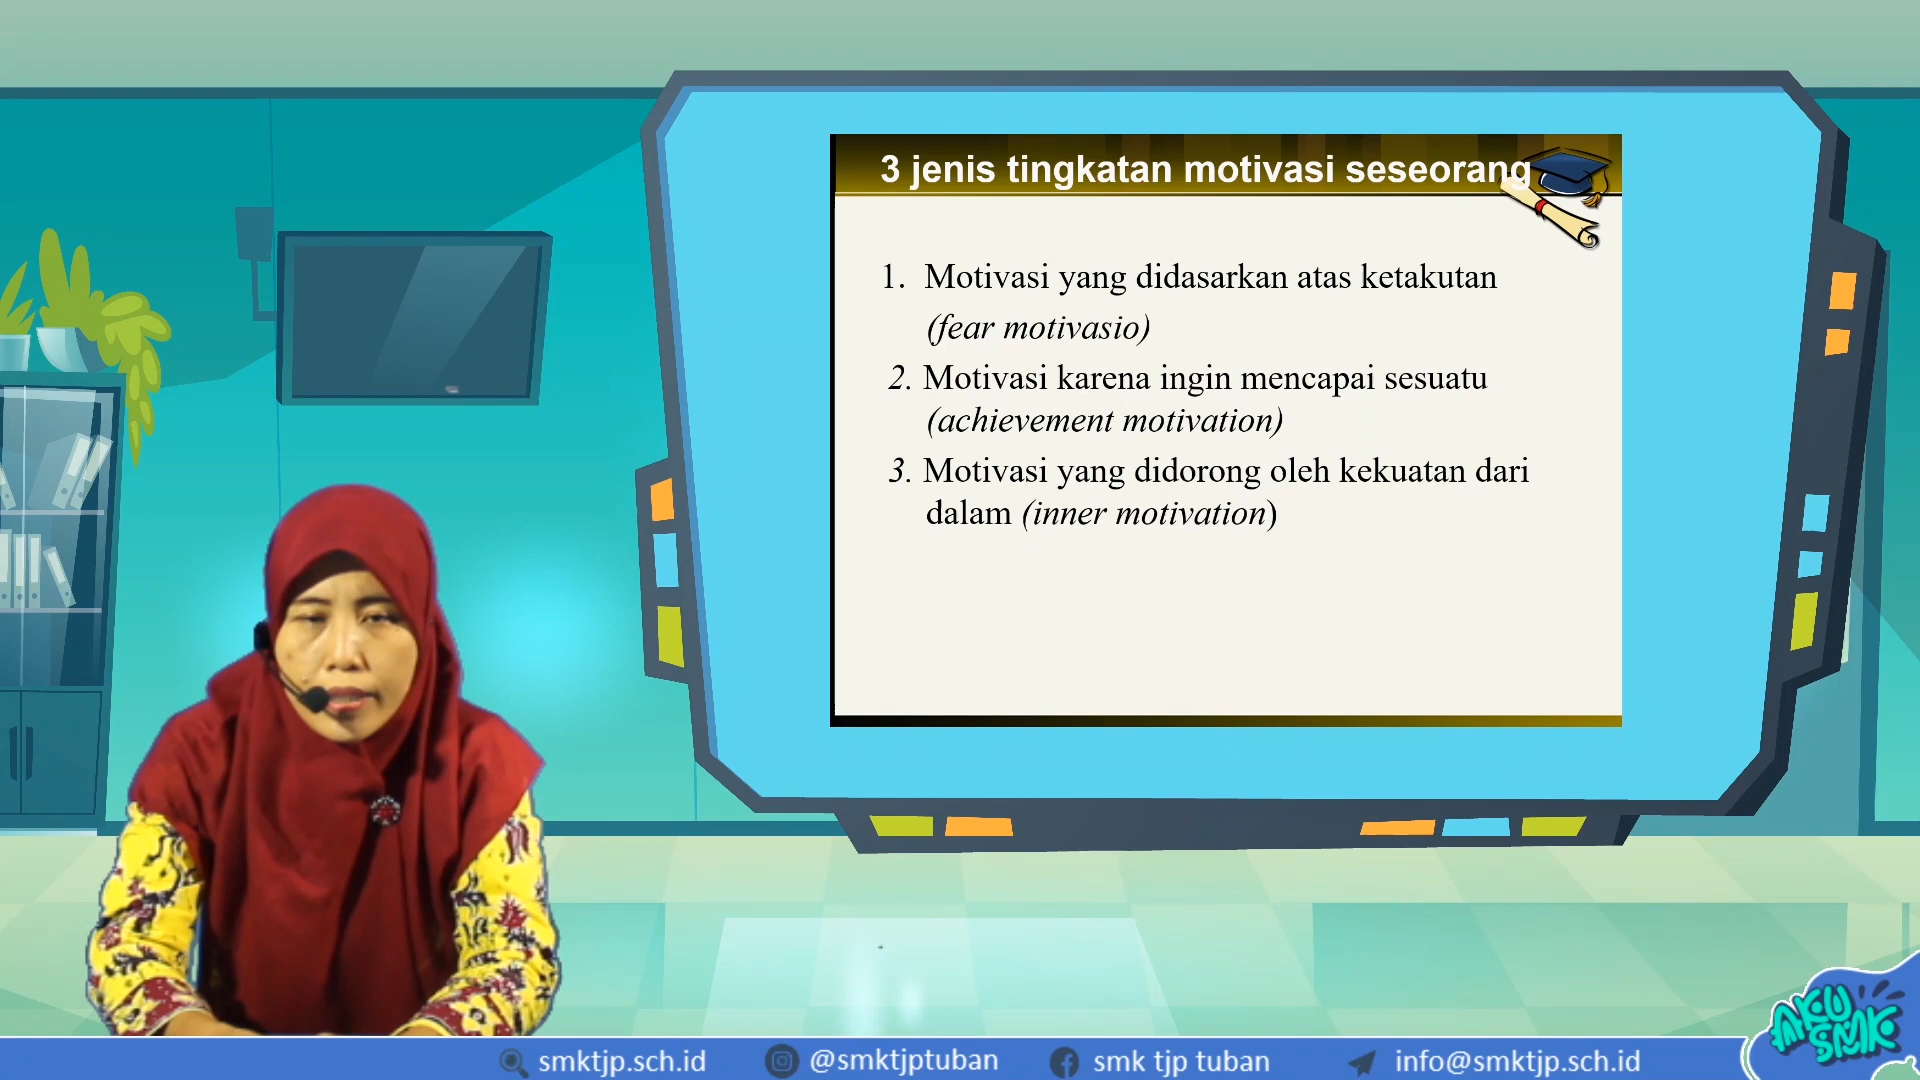 3 jenis tingkatan motivasi seseorang
1. Motivasi yang didasarkan atas ketakutan
(fear motivasio)
2. Motivasi karena ingin mencapai sesuatu
(achievement motivation)
3. Motivasi yang didorong oleh kekuatan dari
dalam (inner motivation)
smktjp.sch.id @smktjptuban smk tjp tuban info@smktjp.sch.id
AKU
SMK